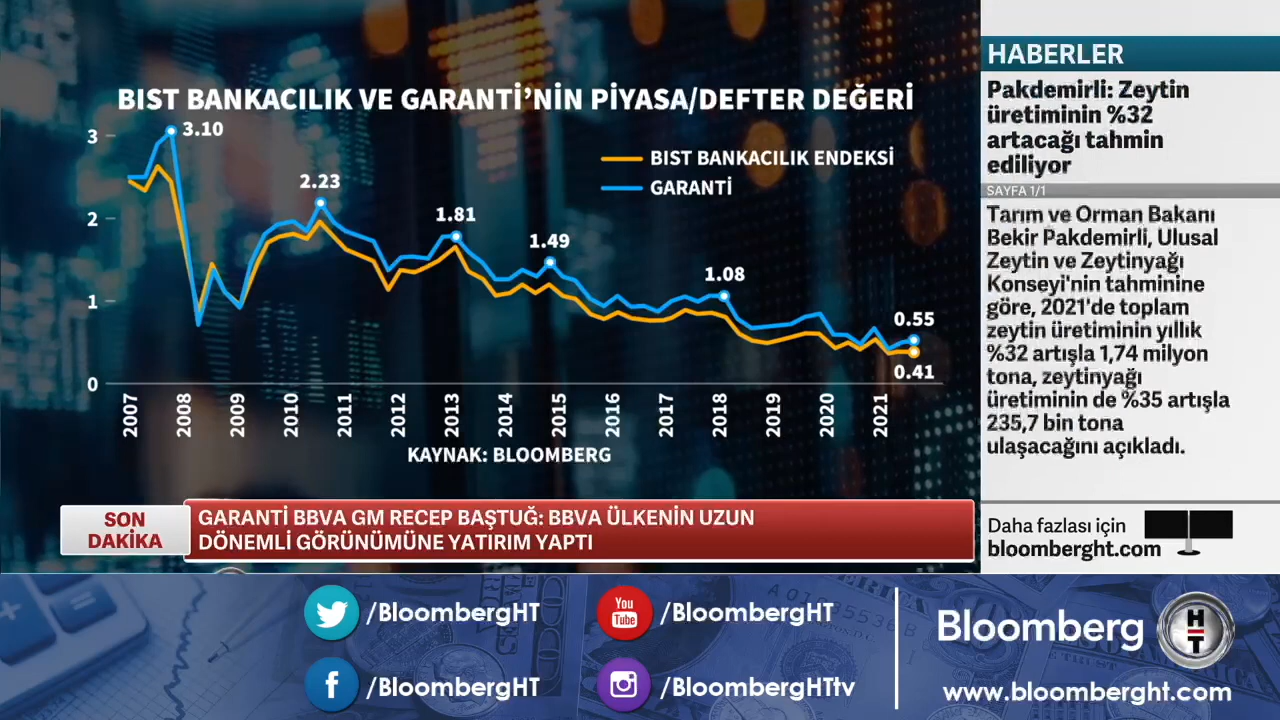 BIST BANKACILIK VE GARANTİ'NİN PİYASA/DEFTER DEĞERİ
3
3.10
BIST BANKACILIK ENDEKSİ
GARANTİ
2.23
2
1.81
1.49
1.08
1
0.55
0.41
0
2007
2008
2009
2010
2011
2012
2013
2014
2015
2016
2017
2018
2019
2020
2021
KAYNAK: BLOOMBERG
SON
DAKİKA
GARANTİ BBVA GM RECEP BAŞTUĞ: BBVA ÜLKENİN UZUN
DÖNEMLİ GÖRÜNÜMÜNE YATIRIM YAPTI
HABERLER
Pakdemirli: Zeytin
üretiminin %32
artacağı tahmin
ediliyor
SAYFA 1/1
Tarım ve Orman Bakanı
Bekir Pakdemirli, Ulusal
Zeytin ve Zeytinyağı
Konseyi'nin tahminine
göre, 2021'de toplam
zeytin üretiminin yıllık
%32 artışla 1,74 milyon
tona, zeytinyağı
üretiminin de %35 artışla
235,7 bin tona
ulaşacağını açıkladı.
Daha fazlası için
bloomberght.com
/BloombergHT
You
Tube
/BloombergHT
f
/BloombergHT
/BloombergHTtv
Bloomberg
HT
www.bloomberght.com